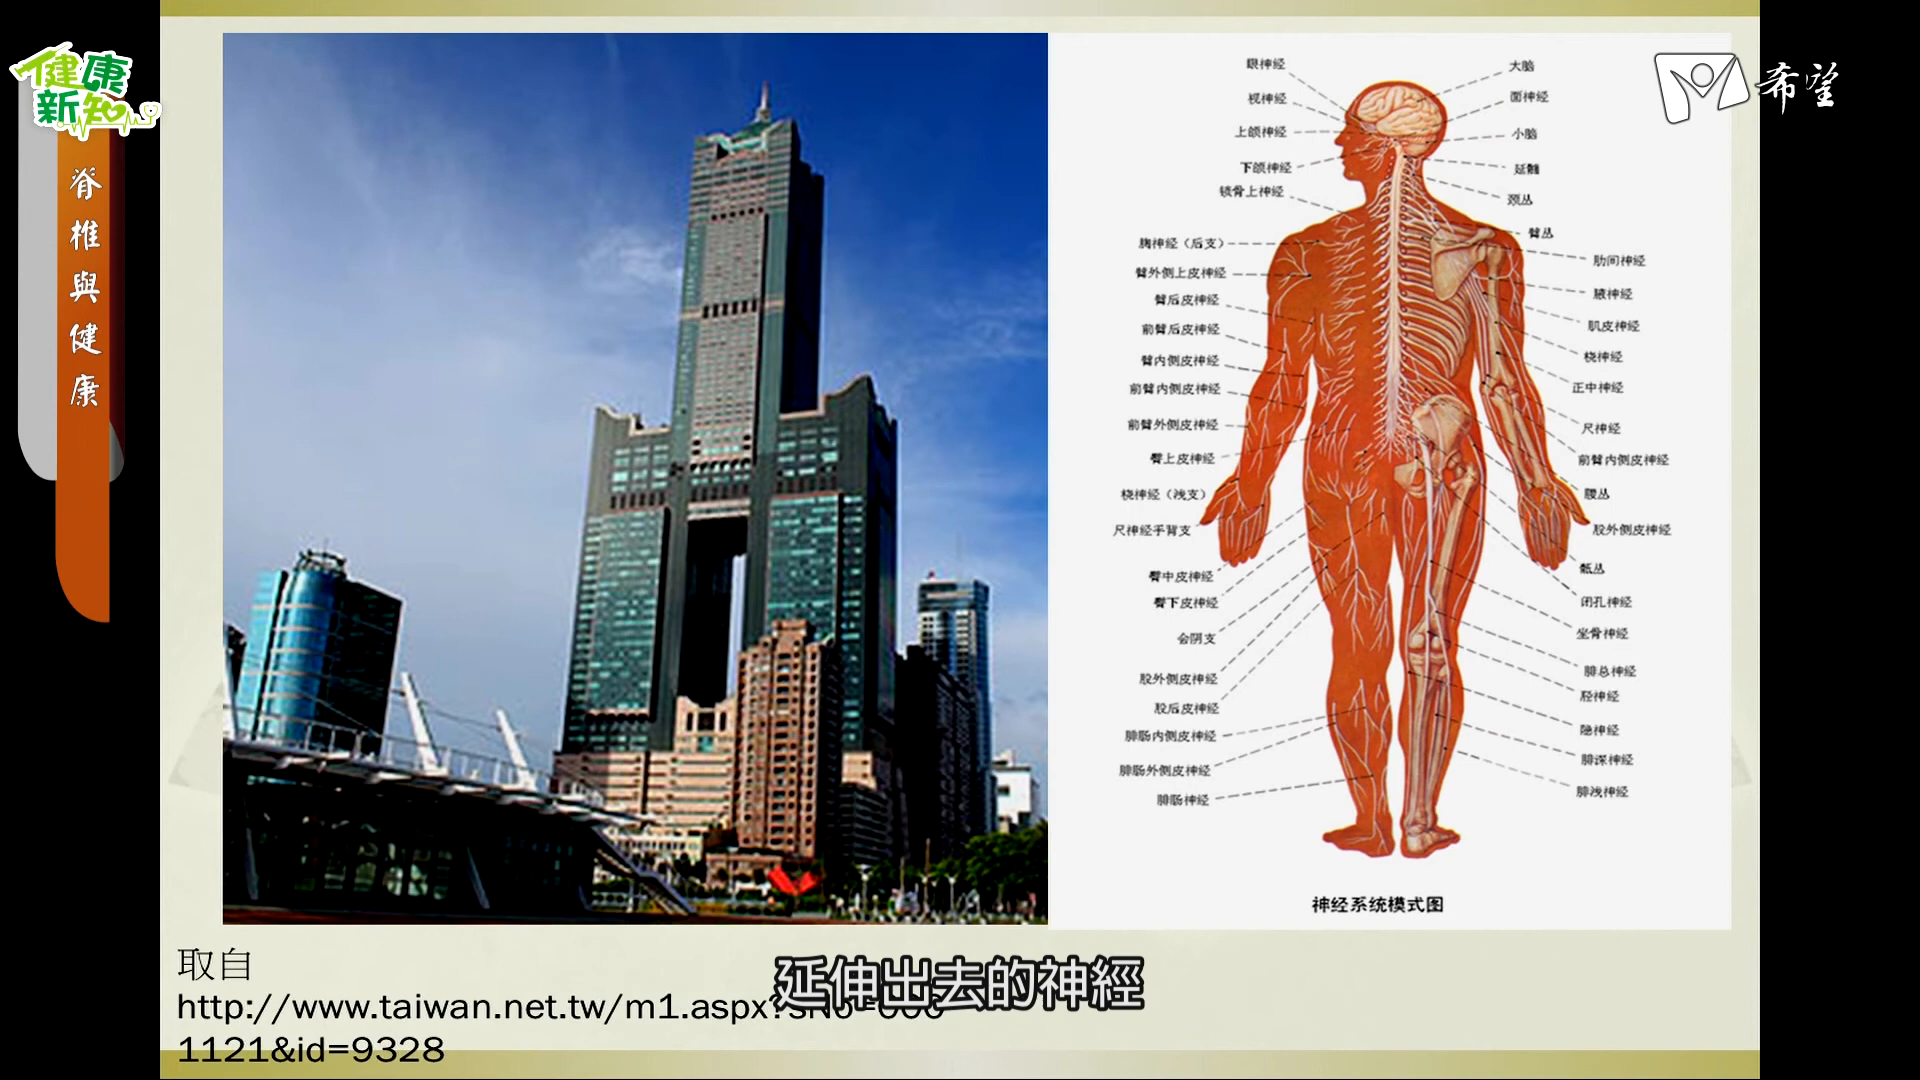 健康
新知
脊椎與健康
希望
眼神经
视神经
上颌神经
下颌神经
锁骨上神经
胸神经（后支）
臂外侧上皮神经
臂后皮神经
前臂后皮神经
臂内侧皮神经
前臂内侧皮神经
前臂外侧皮神经
臀上皮神经
桡神经（浅支）
尺神经手背支
臀中皮神经
臀下皮神经
会阴支
股外侧皮神经
股后皮神经
腓肠内侧皮神经
腓肠外侧皮神经
腓肠神经
大脑
面神经
小脑
延髓
颈丛
臂丛
肋间神经
腋神经
肌皮神经
桡神经
正中神经
尺神经
前臂内侧皮神经
腰丛
股外侧皮神经
骶丛
闭孔神经
坐骨神经
腓总神经
胫神经
隐神经
腓深神经
腓浅神经
神经系统模式图
取自
http://www.taiwan.net.tw/m1.aspx?
1121&id=9328
延伸出去的神經